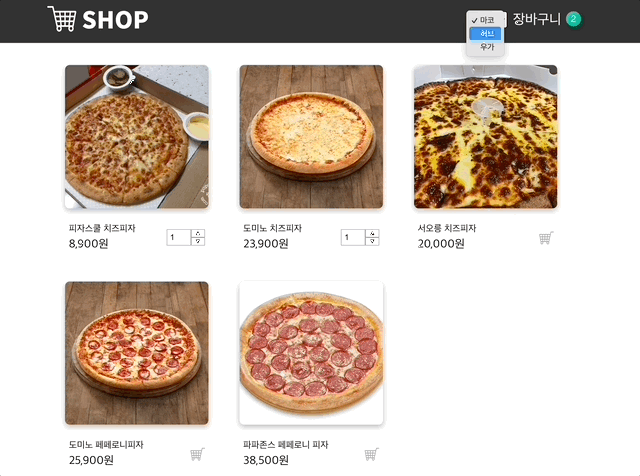 SHOP
✓ 마코
허브
우가
장바구니 2
피자스쿨 치즈피자
8,900원
1
도미노 치즈피자
23,900원
1
서오릉 치즈피자
20,000원
도미노 페페로니피자
25,900원
파파존스 페페로니 피자
38,500원